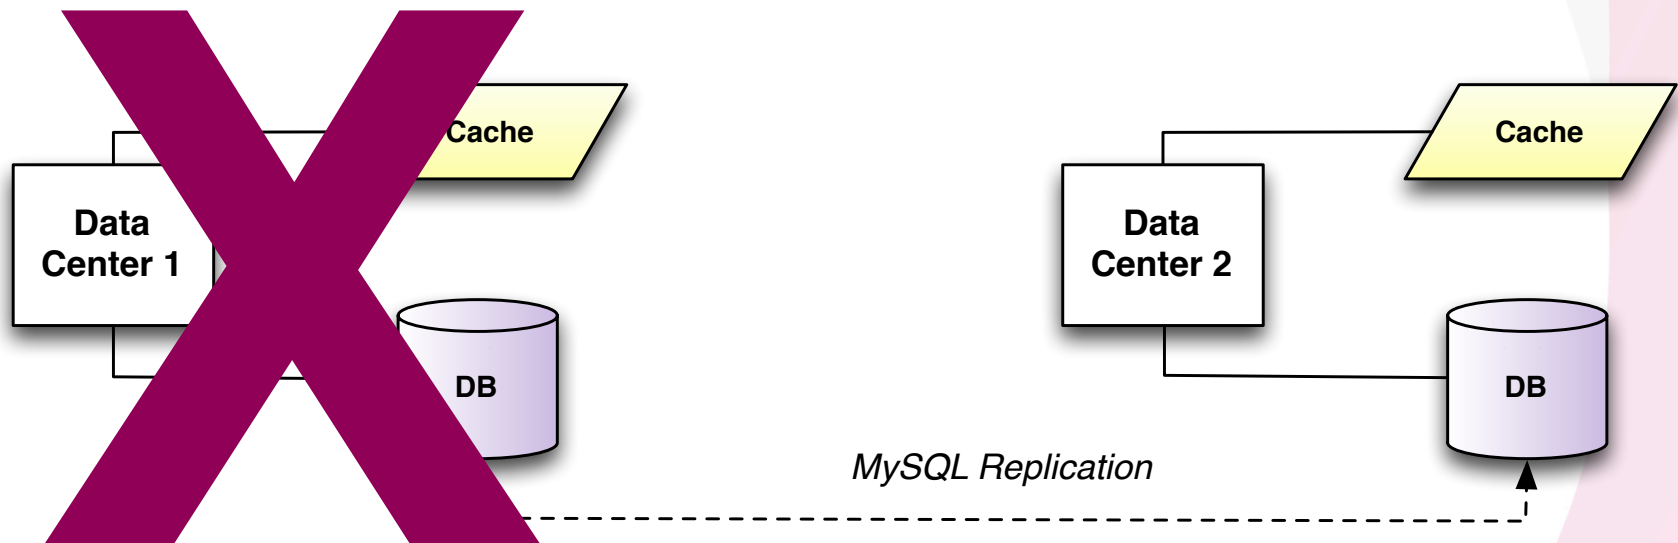 Cache
Data
Center 1
DB
Cache
Data
Center 2
DB
MySQL Replication